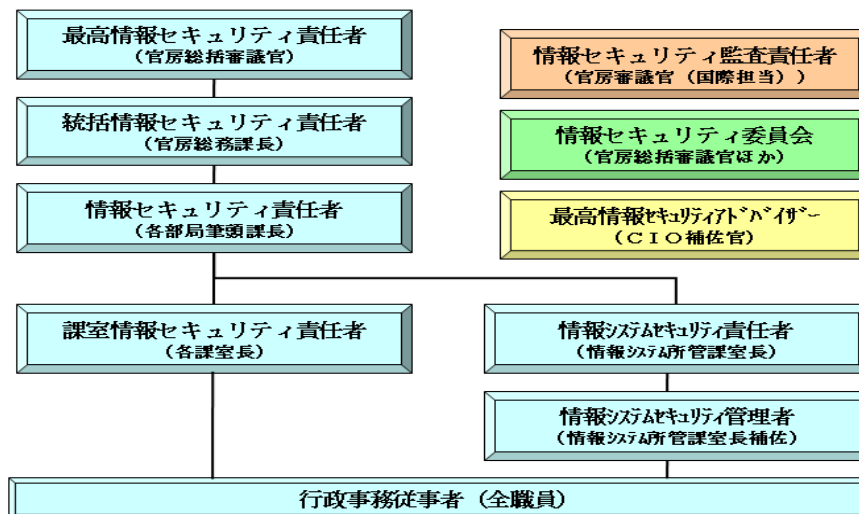 最高情報セキュリティ責任者
(官房総括審議官)
情報セキュリティ監査責任者
(官房審議官(国際担当))
統括情報セキュリティ責任者
(官房総務課長)
情報セキュリティ委員会
(官房総括審議官ほか)
情報セキュリティ責任者
(各部局筆頭課長)
最高情報ｾｷｭﾘﾃｨｱﾄﾞﾊﾞｲｻﾞｰ
(CIO補佐官)
課室情報セキュリティ責任者
(各課室長)
情報ｼｽﾃﾑｾｷｭﾘﾃｨ責任者
(情報ｼｽﾃﾑ所管課室長)
情報ｼｽﾃﾑｾｷｭﾘﾃｨ管理者
(情報ｼｽﾃﾑ所管課室長補佐)
行政事務従事者(全職員)